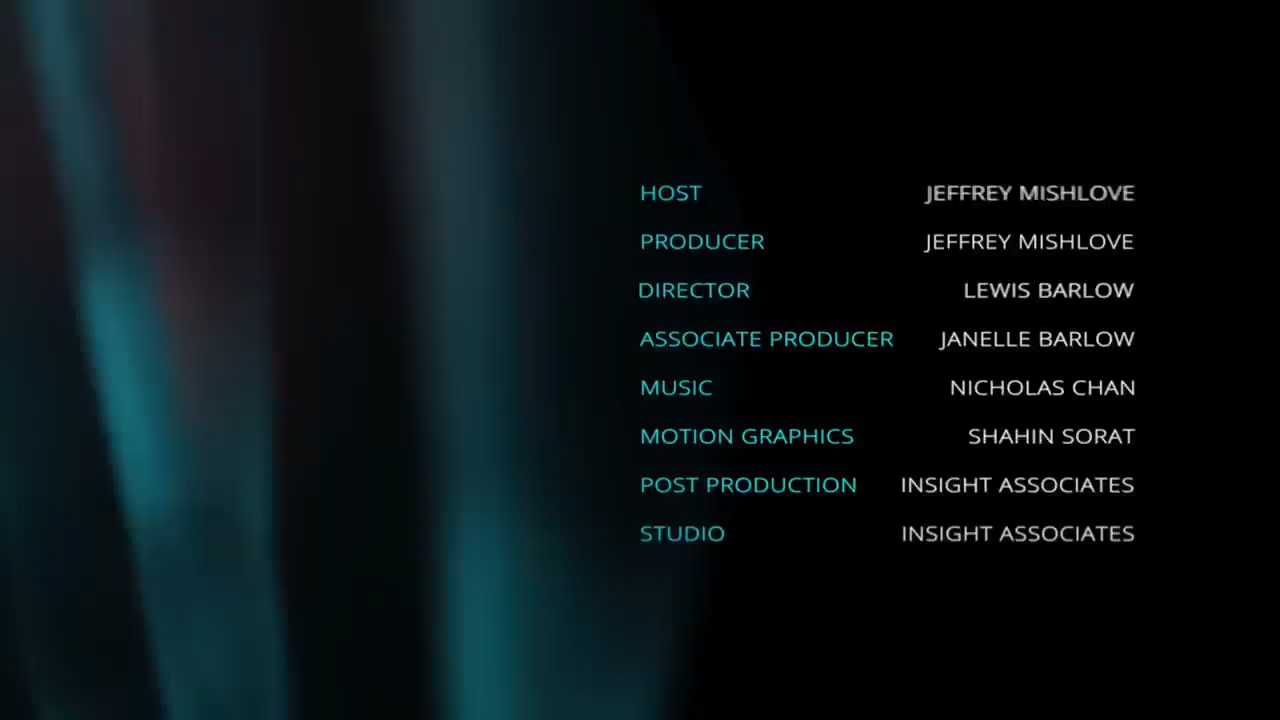 HOST JEFFREY MISHLOVE
PRODUCER JEFFREY MISHLOVE
DIRECTOR LEWIS BARLOW
ASSOCIATE PRODUCER JANELLE BARLOW
MUSIC NICHOLAS CHAN
MOTION GRAPHICS SHAHIN SORAT
POST PRODUCTION INSIGHT ASSOCIATES
STUDIO INSIGHT ASSOCIATES